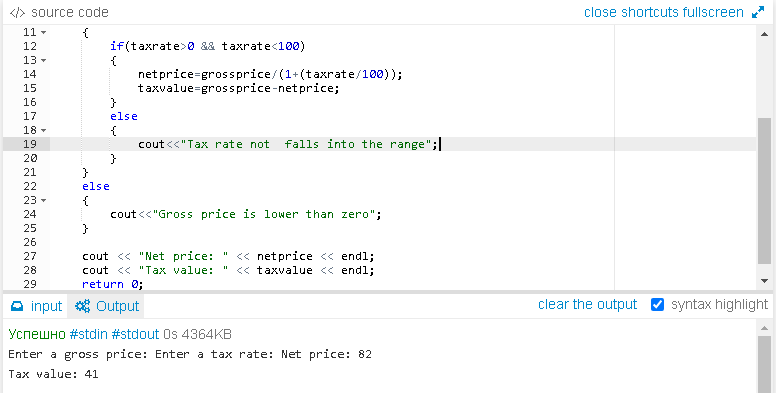 </> source code close shortcuts fullscreen
11 {
12 if(taxrate>0 && taxrate<100)
13 {
14 netprice=grossprice/(1+(taxrate/100));
15 taxvalue=grossprice-netprice;
16 }
17 else
18 {
19 cout<<"Tax rate not  falls into the range";
20 }
21 }
22 else
23 {
24 cout<<"Gross price is lower than zero";
25 }
26
27 cout << "Net price: " << netprice << endl;
28 cout << "Tax value: " << taxvalue << endl;
29 return 0;
input Output clear the output syntax highlight
Успешно #stdin #stdout 0s 4364KB
Enter a gross price: Enter a tax rate: Net price: 82
Tax value: 41